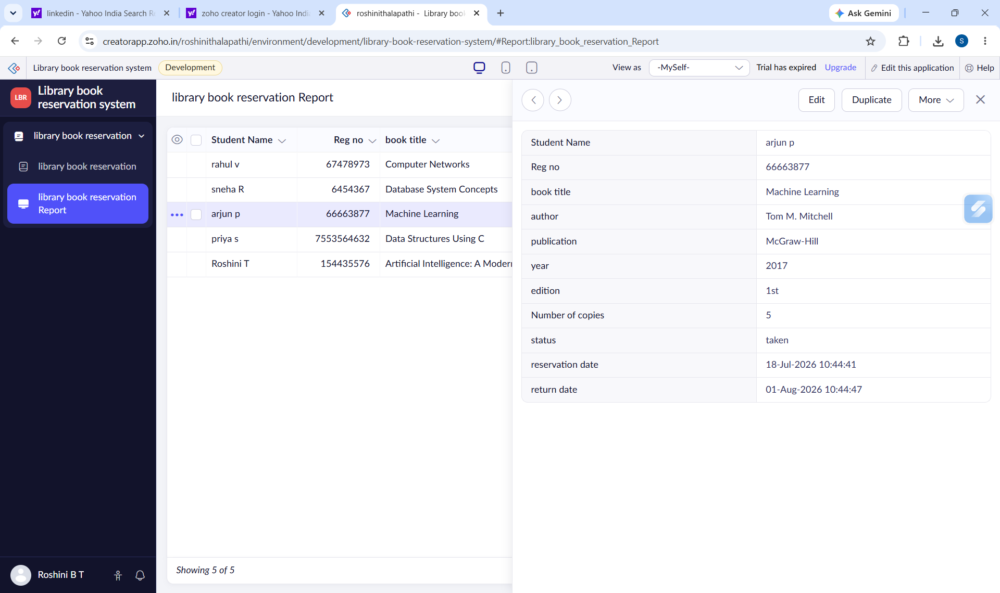 linkedin - Yahoo India Search Re
zoho creator login - Yahoo Indi
roshinithalapathi - Library boo
Ask Gemini
creatorapp.zoho.in/roshinithalapathi/environment/development/library-book-reservation-system/#Report:library_book_reservation_Report
S
Library book reservation system
Development
View as
-MySelf-
Trial has expired
Upgrade
Edit this application
Help
LBR
Library book
reservation system
library book reservation
library book reservation
library book reservation
Report
Roshini B T
library book reservation Report
Student Name Reg no book title
rahul v 67478973 Computer Networks
sneha R 6454367 Database System Concepts
arjun p 66663877 Machine Learning
priya s 7553564632 Data Structures Using C
Roshini T 154435576 Artificial Intelligence: A Modern
Showing 5 of 5
Edit
Duplicate
More
Student Name arjun p
Reg no 66663877
book title Machine Learning
author Tom M. Mitchell
publication McGraw-Hill
year 2017
edition 1st
Number of copies 5
status taken
reservation date 18-Jul-2026 10:44:41
return date 01-Aug-2026 10:44:47